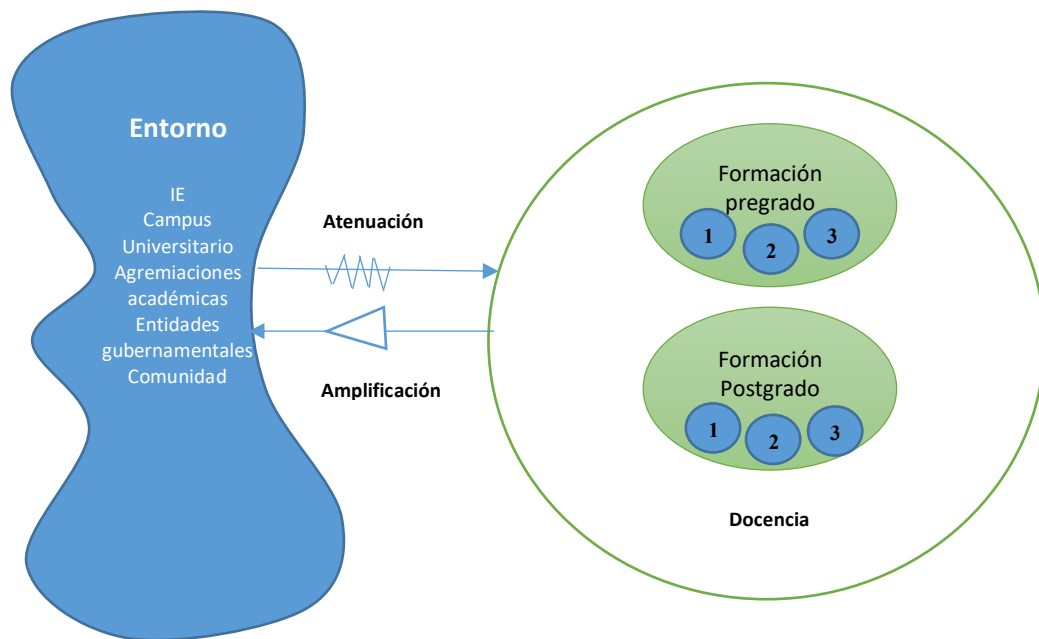 Entorno
IE
Campus
Universitario
Agremiaciones
académicas
Entidades
gubernamentales
Comunidad
Atenuación
Amplificación
Formación
pregrado
1
2
3
Formación
Postgrado
1
2
3
Docencia